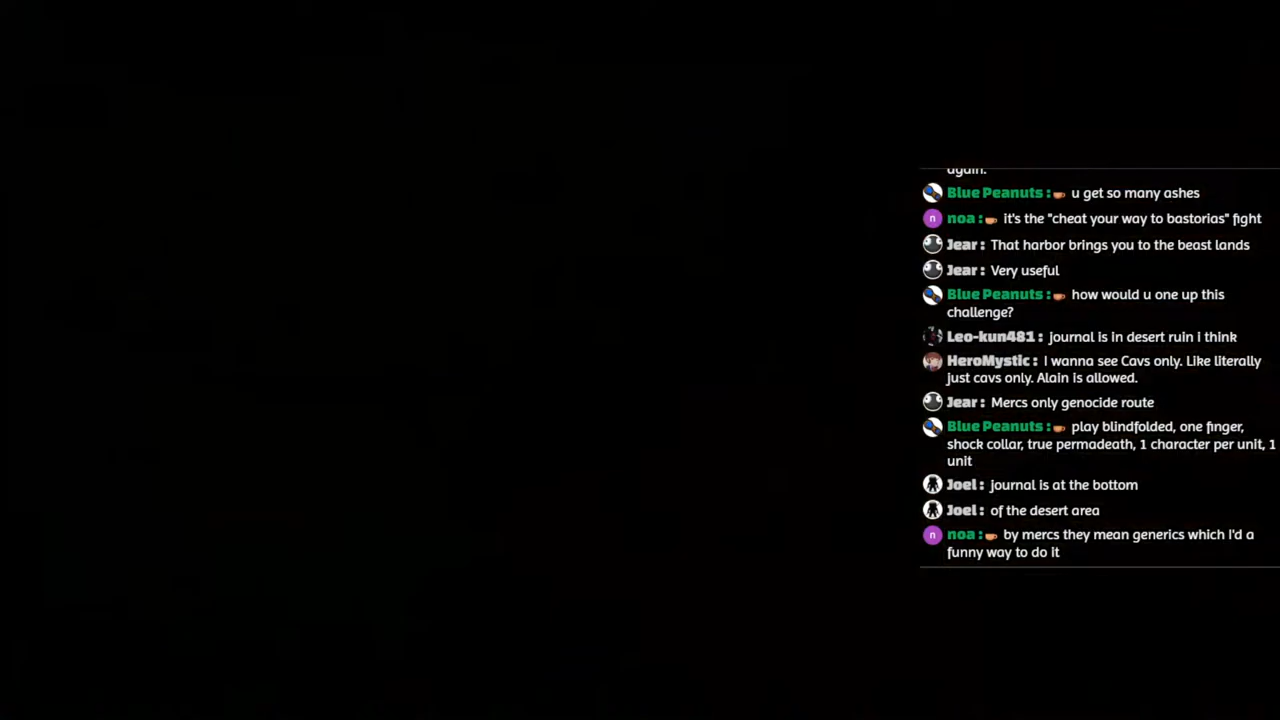 again.
Blue Peanuts : u get so many ashes
n noa : it's the "cheat your way to bastorias" fight
Jear : That harbor brings you to the beast lands
Jear : Very useful
Blue Peanuts : how would u one up this
challenge?
Leo-kun481 : journal is in desert ruin i think
HeroMystic : I wanna see Cavs only. Like literally
just cavs only. Alain is allowed.
Jear : Mercs only genocide route
Blue Peanuts : play blindfolded, one finger,
shock collar, true permadeath, 1 character per unit, 1
unit
Joel : journal is at the bottom
Joel : of the desert area
n noa : by mercs they mean generics which I'd a
funny way to do it